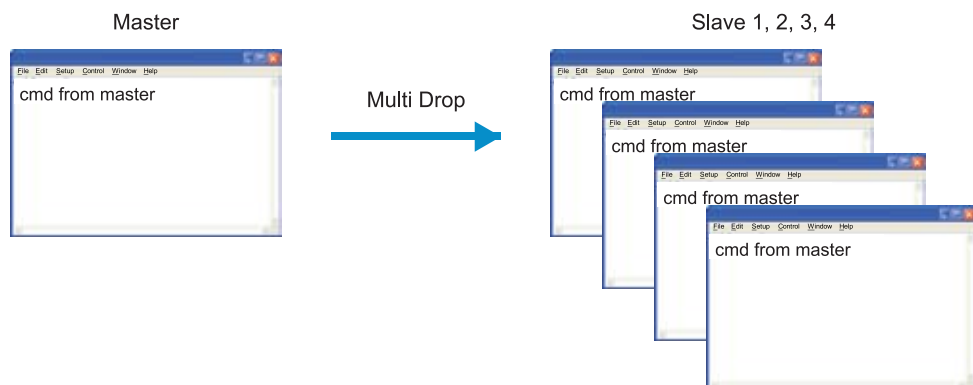 Master
Slave 1, 2, 3, 4
File Edit Setup Control Window Help
cmd from master
Multi Drop
File Edit Setup Control Window Help
cmd from master
File Edit Setup Control Window Help
cmd from master
File Edit Setup Control Window Help
cmd from master
File Edit Setup Control Window Help
cmd from master